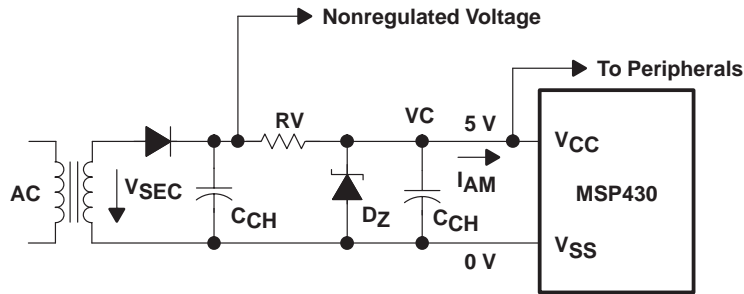 Nonregulated Voltage
To Peripherals
RV
VC
5 V
VCC
AC
VSEC
CCH
DZ
CCH
IAM
MSP430
VSS
0 V